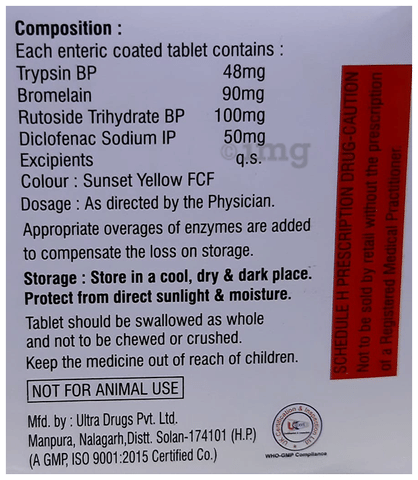 Composition :
Each enteric coated tablet contains :
Trypsin BP 48mg
Bromelain 90mg
Rutoside Trihydrate BP 100mg
Diclofenac Sodium IP 50mg
Excipients q.s.
Colour : Sunset Yellow FCF
Dosage : As directed by the Physician.
Appropriate overages of enzymes are added
to compensate the loss on storage.
Storage : Store in a cool, dry & dark place.
Protect from direct sunlight & moisture.
Tablet should be swallowed as whole
and not to be chewed or crushed.
Keep the medicine out of reach of children.
NOT FOR ANIMAL USE
Mfd. by : Ultra Drugs Pvt. Ltd.
Manpura, Nalagarh,Distt. Solan-174101 (H.P.)
(A GMP, ISO 9001:2015 Certified Co.)
WHO-GMP Compliance
SCHEDULE H PRESCRIPTION DRUG-CAUTION
Not to be sold by retail without the prescription
of a Registered Medical Practitioner.
1mg